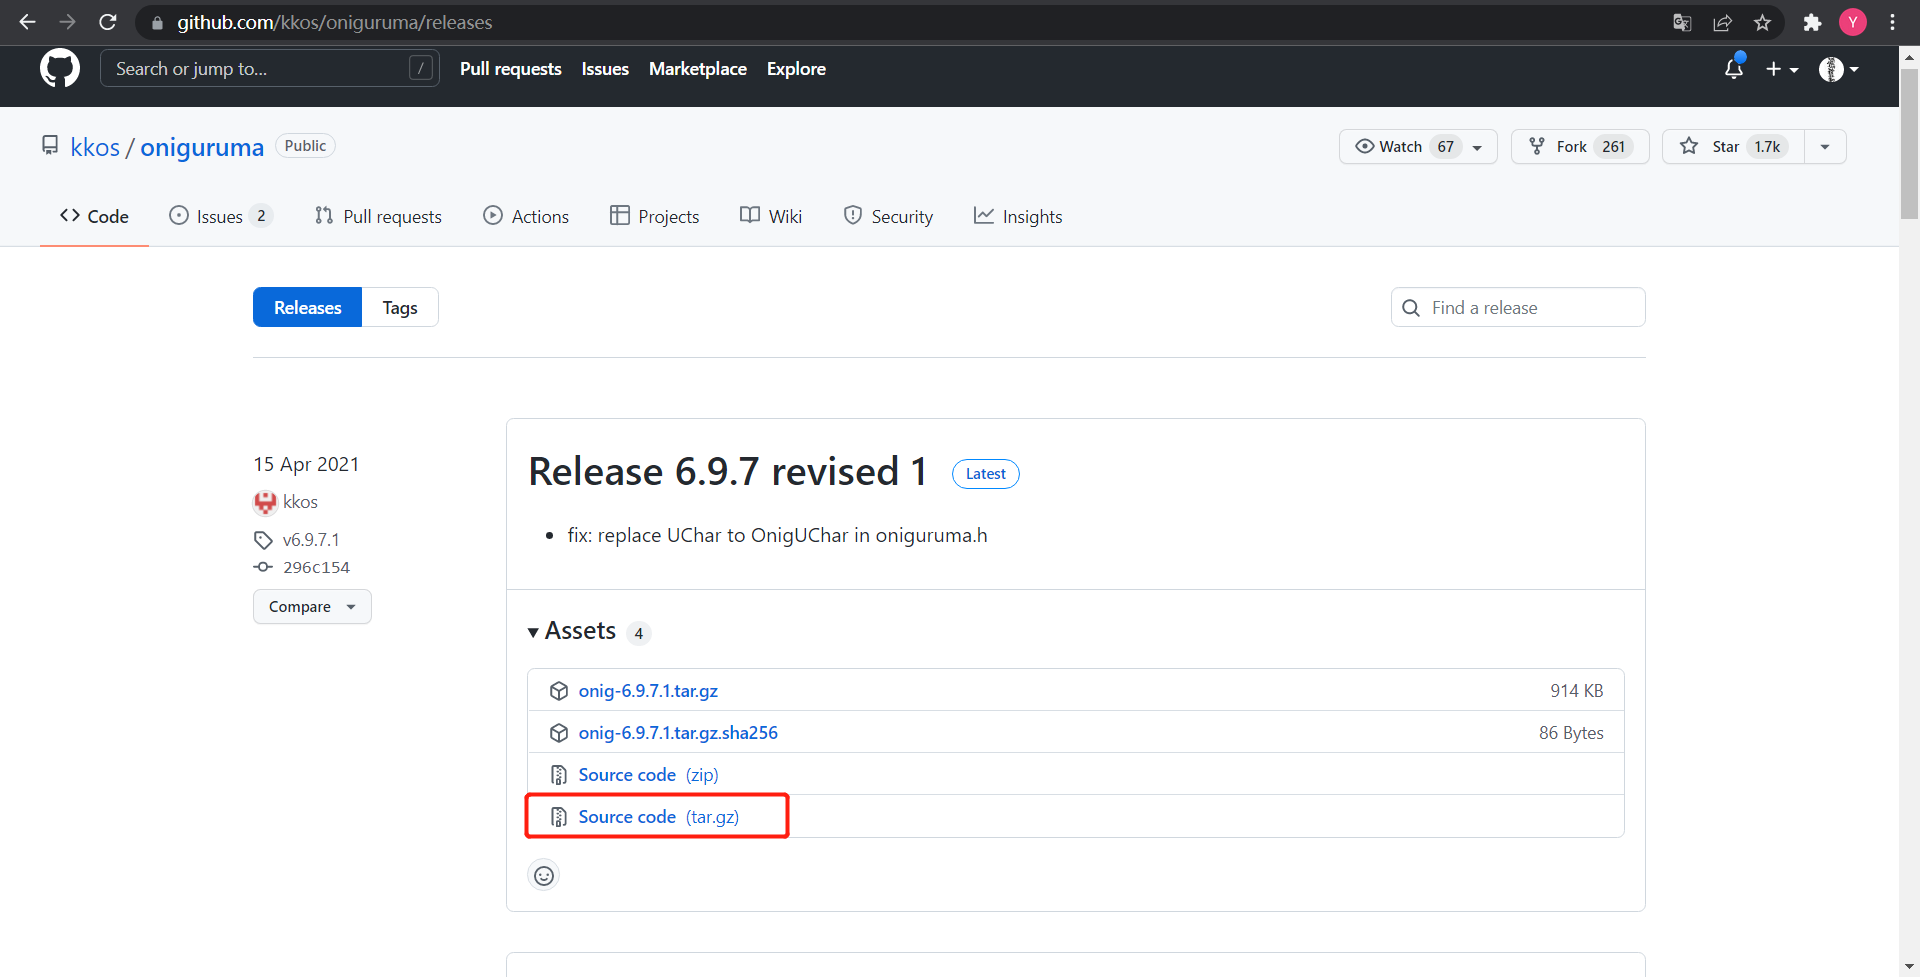 github.com/kkos/oniguruma/releases
Y
Search or jump to... /
Pull requests Issues Marketplace Explore
kkos / oniguruma Public
Watch 67 Fork 261 Star 1.7k
Code Issues 2 Pull requests Actions Projects Wiki Security Insights
Releases Tags
Find a release
15 Apr 2021
kkos
v6.9.7.1
296c154
Compare
Release 6.9.7 revised 1 Latest
• fix: replace UChar to OnigUChar in oniguruma.h
Assets 4
onig-6.9.7.1.tar.gz 914 KB
onig-6.9.7.1.tar.gz.sha256 86 Bytes
Source code (zip)
Source code (tar.gz)